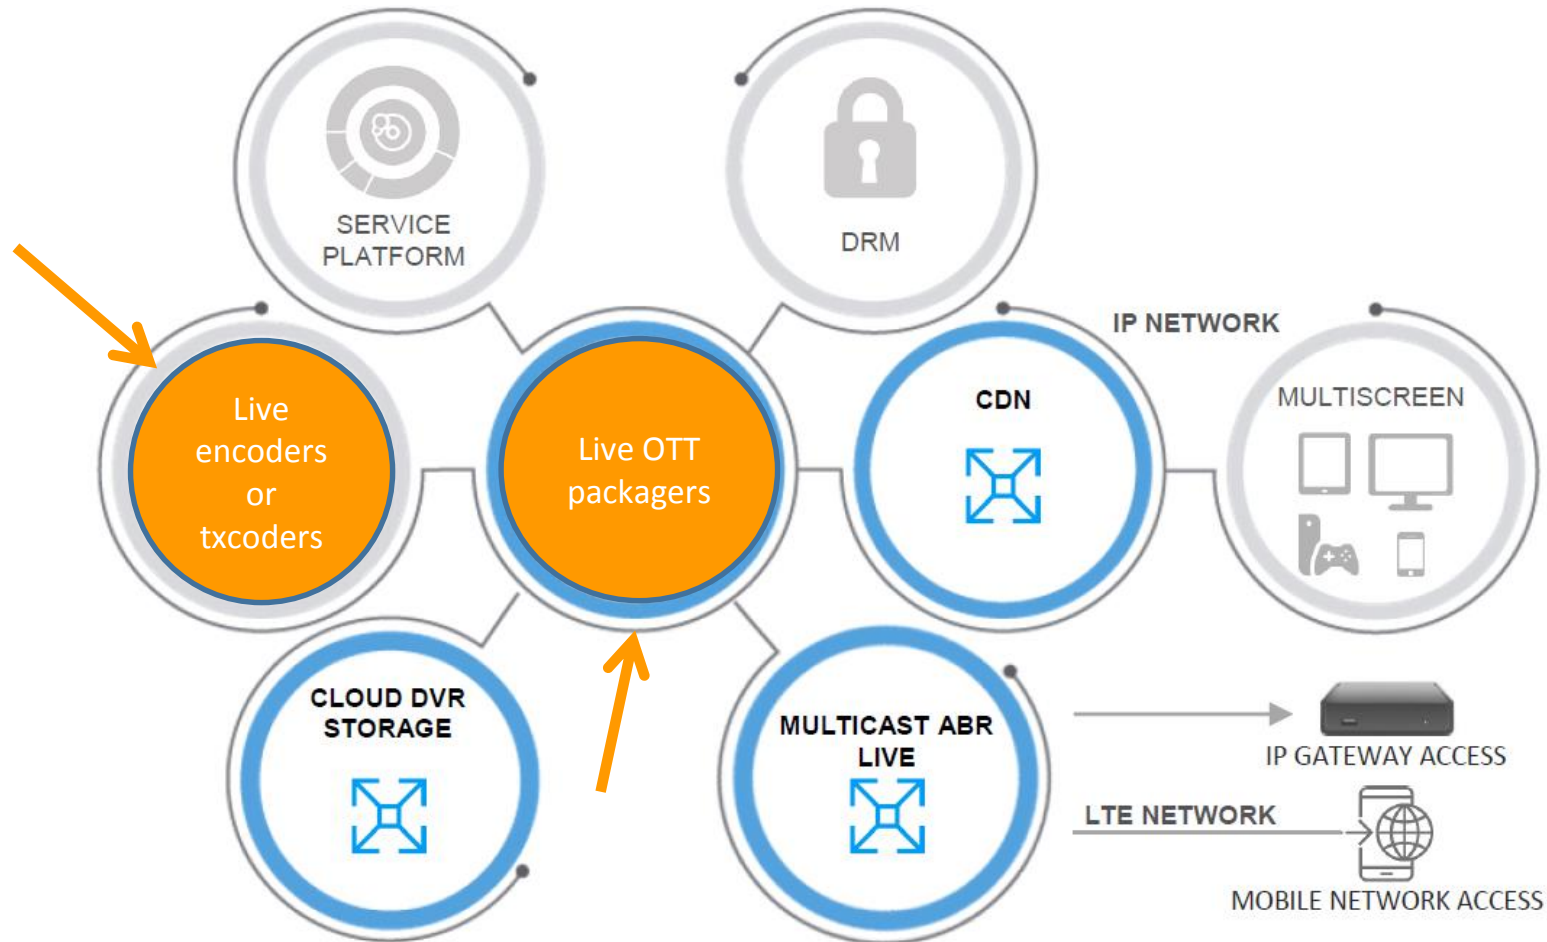 SERVICE
PLATFORM
DRM
IP NETWORK
Live
encoders
or
txcoders
Live OTT
packagers
CDN
MULTISCREEN
CLOUD DVR
STORAGE
MULTICAST ABR
LIVE
IP GATEWAY ACCESS
LTE NETWORK
MOBILE NETWORK ACCESS